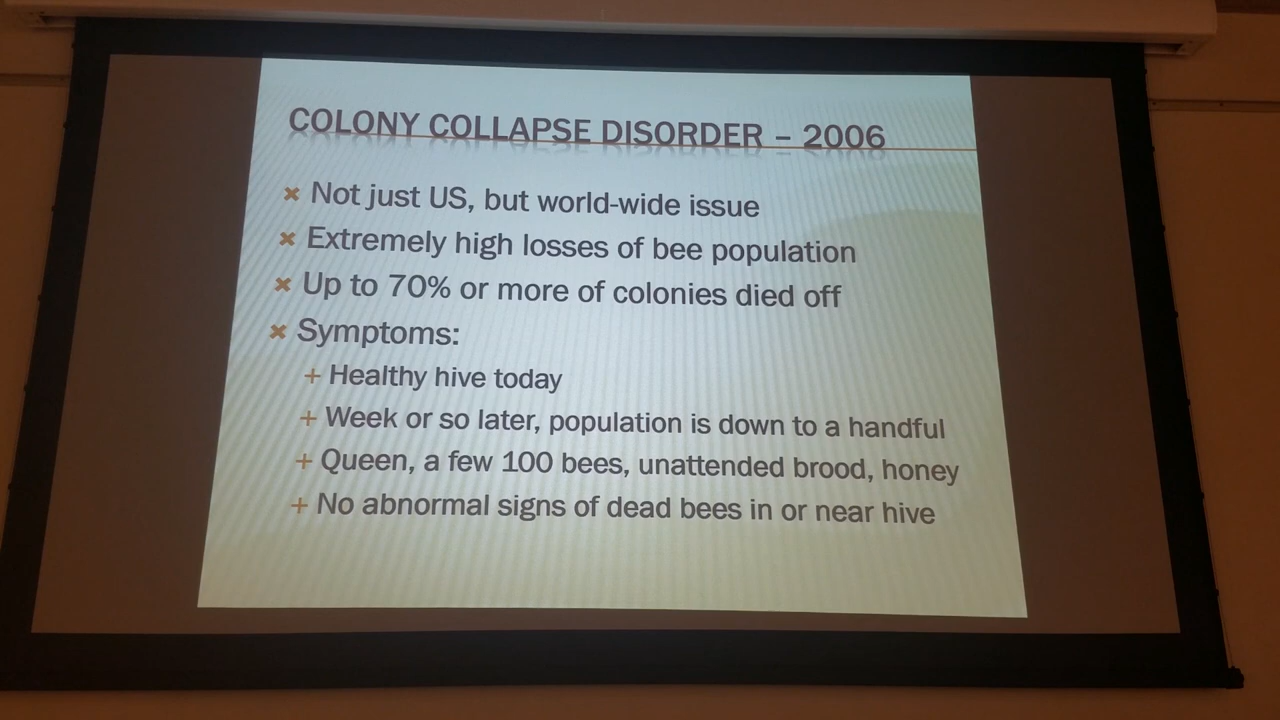 COLONY COLLAPSE DISORDER – 2006
Not just US, but world-wide issue
Extremely high losses of bee population
Up to 70% or more of colonies died off
Symptoms:
+ Healthy hive today
+ Week or so later, population is down to a handful
+ Queen, a few 100 bees, unattended brood, honey
+ No abnormal signs of dead bees in or near hive